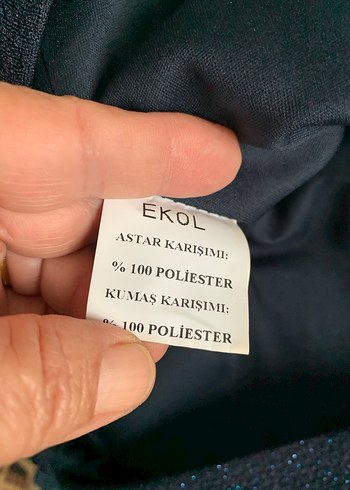 EKOL
ASTAR KARIŞIMI:
% 100 POLİESTER
KUMAŞ KARIŞIMI:
% 100 POLİESTER